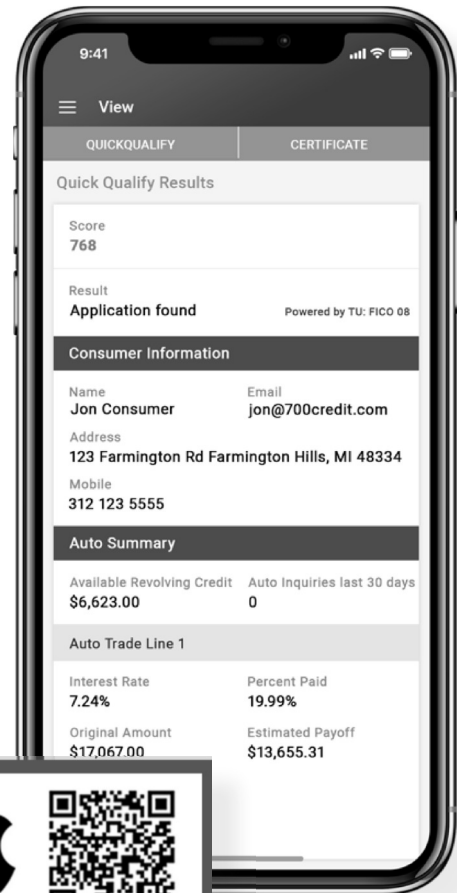 9:41
View
QUICKQUALIFY CERTIFICATE
Quick Qualify Results
Score
768
Result
Application found Powered by TU: FICO 08
Consumer Information
Name Email
Jon Consumer jon@700credit.com
Address
123 Farmington Rd Farmington Hills, MI 48334
Mobile
312 123 5555
Auto Summary
Available Revolving Credit Auto Inquiries last 30 days
$6,623.00 0
Auto Trade Line 1
Interest Rate Percent Paid
7.24% 19.99%
Original Amount Estimated Payoff
$17,067.00 $13,655.31